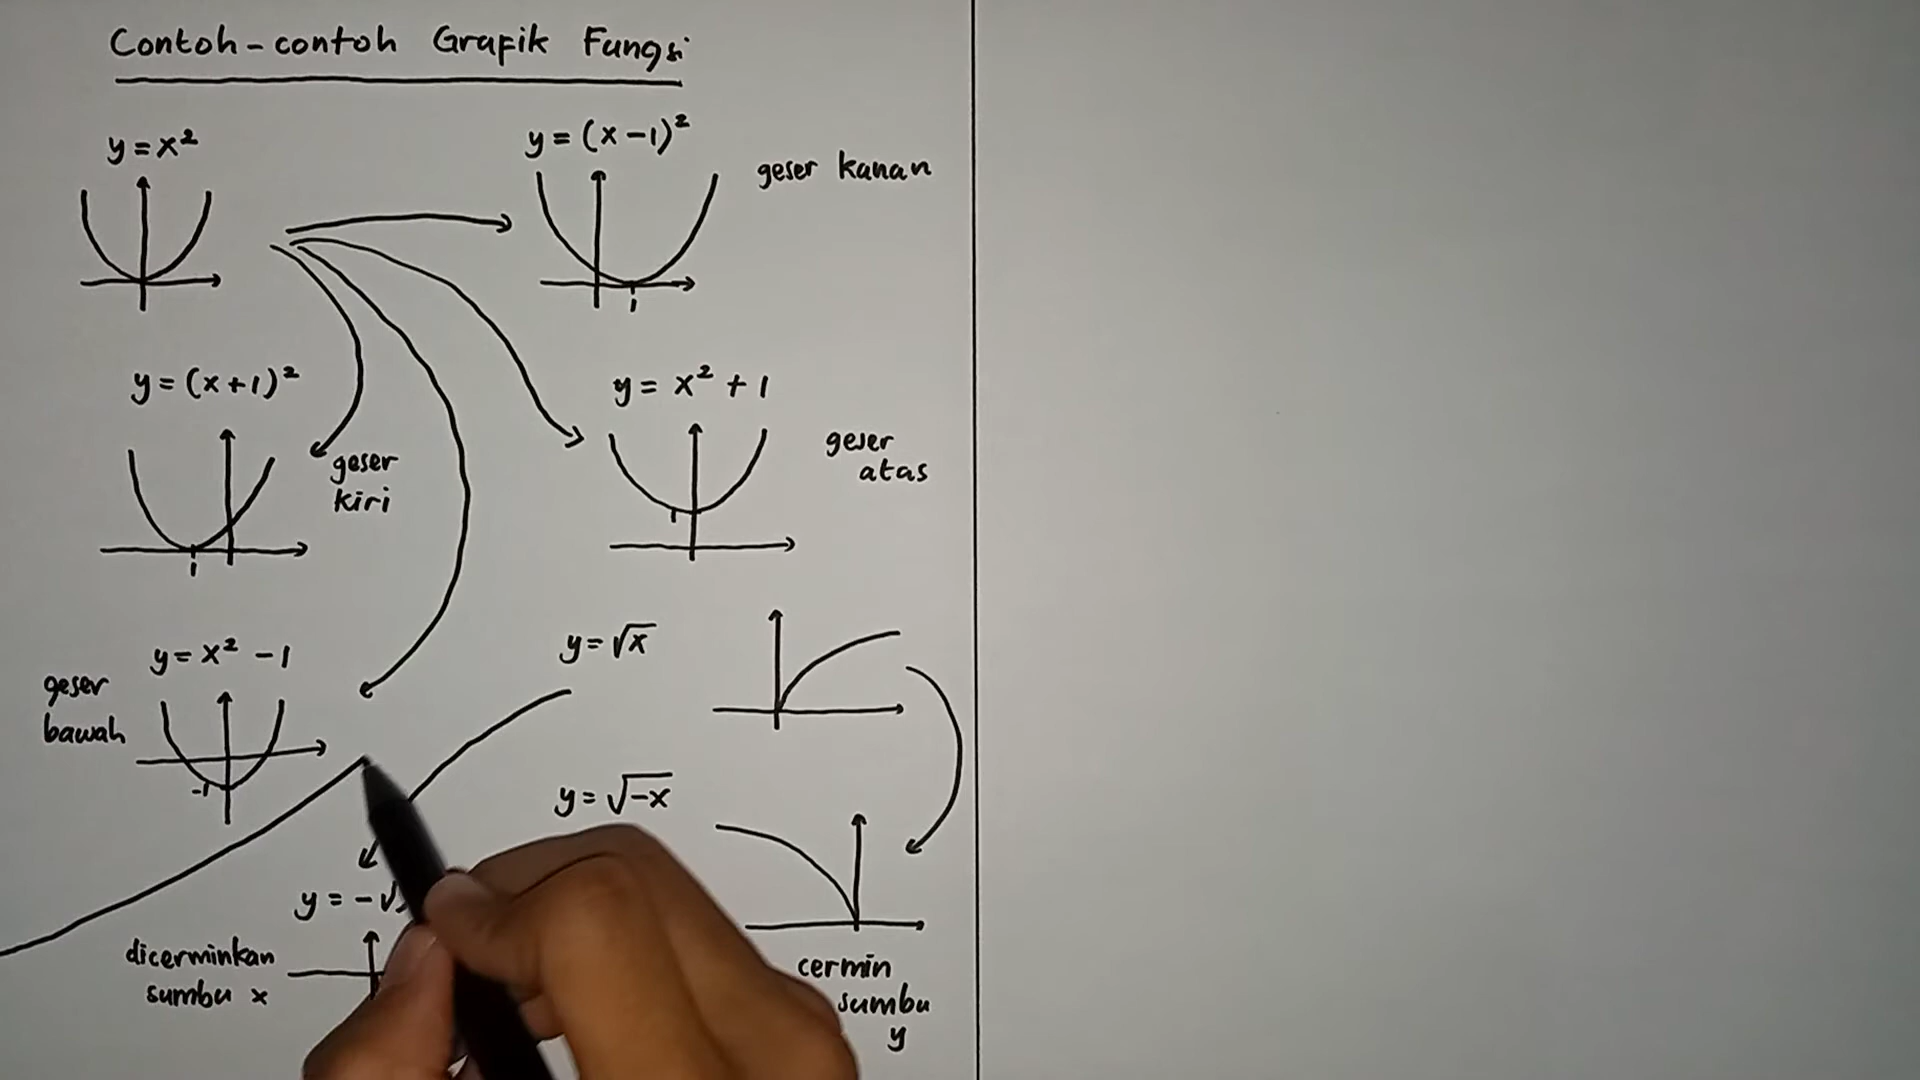 Contoh-contoh Grafik Fungsi
y = x²
y = (x - 1)²
geser kanan
1
y = (x + 1)²
geser
kiri
1
y = x² + 1
geser
atas
1
y = x² - 1
geser
bawah
-1
y = √x
y = √-x
cermin
sumbu
y
y = -√
dicerminkan
sumbu x